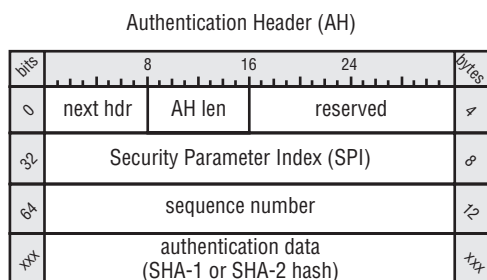 Authentication Header (AH)
bits 8 16 24 bytes
0 next hdr AH len reserved 4
32 Security Parameter Index (SPI) 8
64 sequence number 12
xxx authentication data xxx
(SHA-1 or SHA-2 hash)